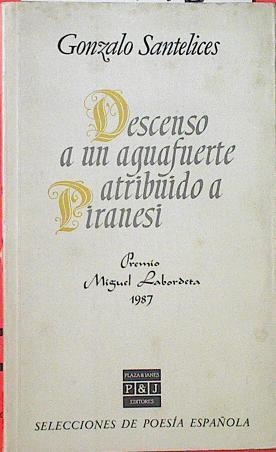 Gonzalo Santelices
Descenso
a un aguafuerte
atribuido a
Piranesi
Premio
Miguel Labordeta
1987
PLAZA & JANES
P&J
EDITORES
SELECCIONES DE POESÍA ESPAÑOLA